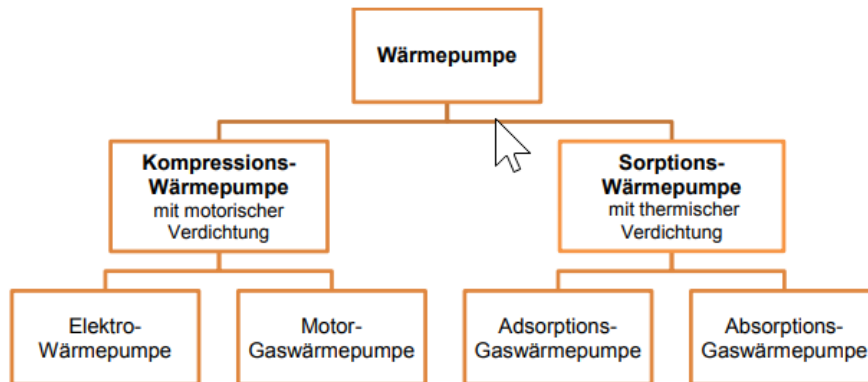 Wärmepumpe
Kompressions-
Wärmepumpe
mit motorischer
Verdichtung
Sorptions-
Wärmepumpe
mit thermischer
Verdichtung
Elektro-
Wärmepumpe
Motor-
Gaswärmepumpe
Adsorptions-
Gaswärmepumpe
Absorptions-
Gaswärmepumpe